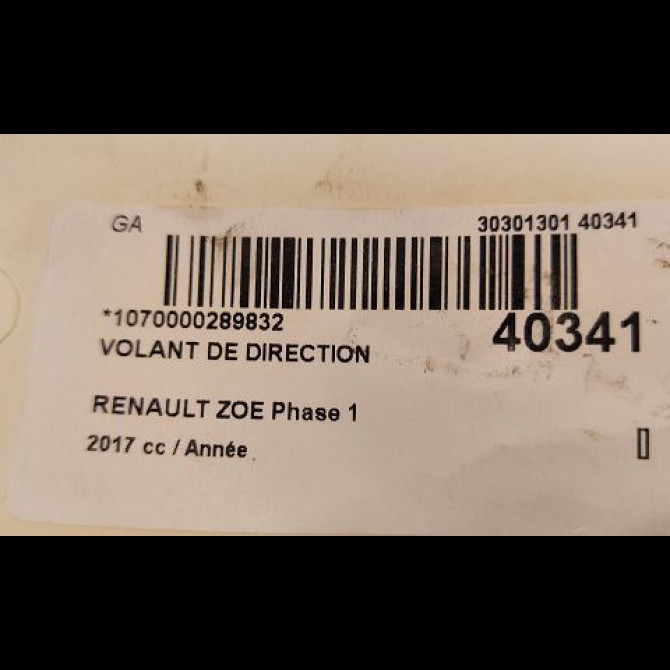 GA
30301301 40341
*1070000289832
40341
VOLANT DE DIRECTION
RENAULT ZOE Phase 1
2017 cc / Année